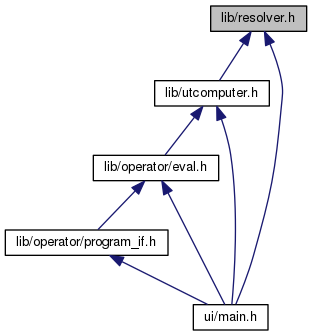 lib/resolver.h
lib/utcomputer.h
lib/operator/eval.h
lib/operator/program_if.h
ui/main.h